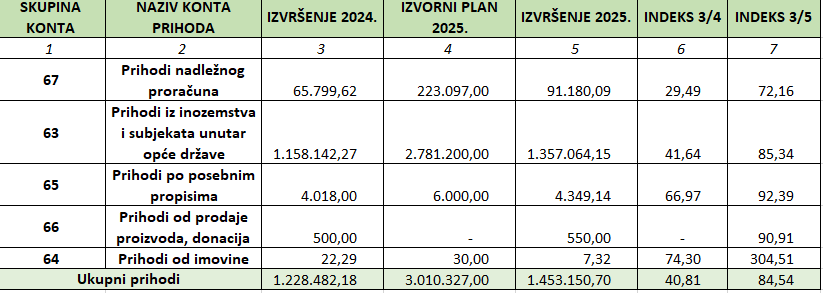 SKUPINA KONTA NAZIV KONTA PRIHODA IZVRŠENJE 2024. IZVORNI PLAN 2025. IZVRŠENJE 2025. INDEKS 3/4 INDEKS 3/5
1 2 3 4 5 6 7
67 Prihodi nadležnog proračuna 65.799,62 223.097,00 91.180,09 29,49 72,16
63 Prihodi iz inozemstva i subjekata unutar opće države 1.158.142,27 2.781.200,00 1.357.064,15 41,64 85,34
65 Prihodi po posebnim propisima 4.018,00 6.000,00 4.349,14 66,97 92,39
66 Prihodi od prodaje proizvoda, donacija 500,00 - 550,00 - 90,91
64 Prihodi od imovine 22,29 30,00 7,32 74,30 304,51
Ukupni prihodi 1.228.482,18 3.010.327,00 1.453.150,70 40,81 84,54